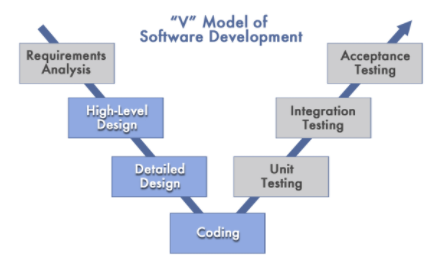 "V" Model of
Software Development
Requirements
Analysis
Acceptance
Testing
High-Level
Design
Integration
Testing
Detailed
Design
Unit
Testing
Coding